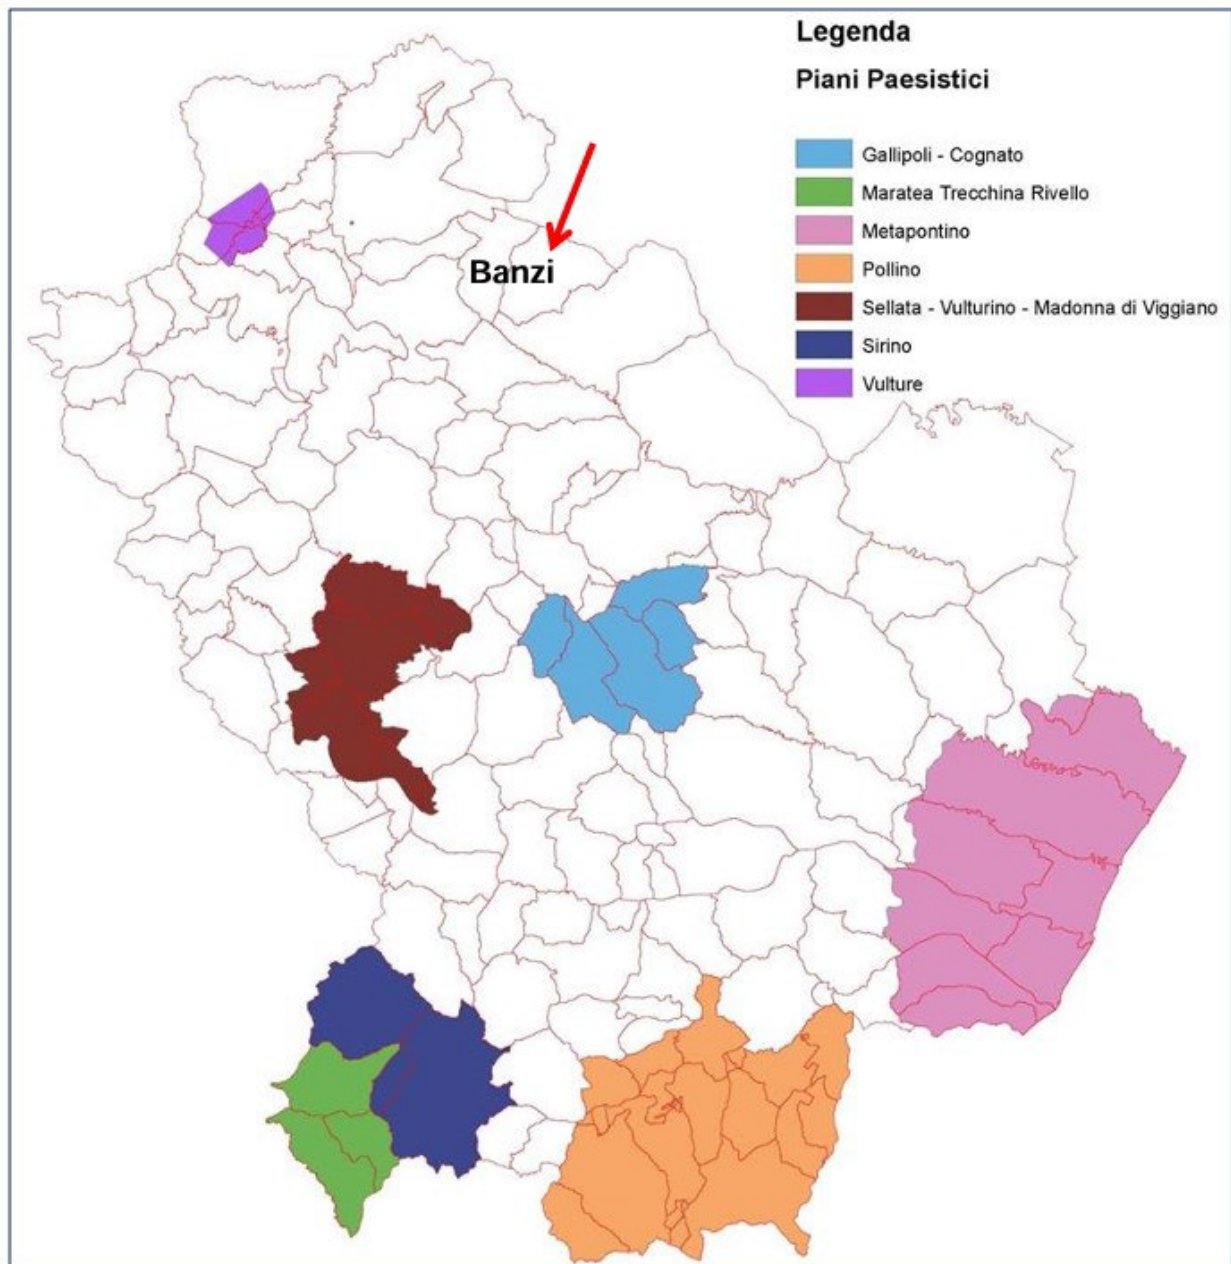 Legenda
Piani Paesistici
Gallipoli - Cognato
Maratea Trecchina Rivello
Metapontino
Pollino
Sellata - Vulturino - Madonna di Viggiano
Sirino
Vulture
Banzi